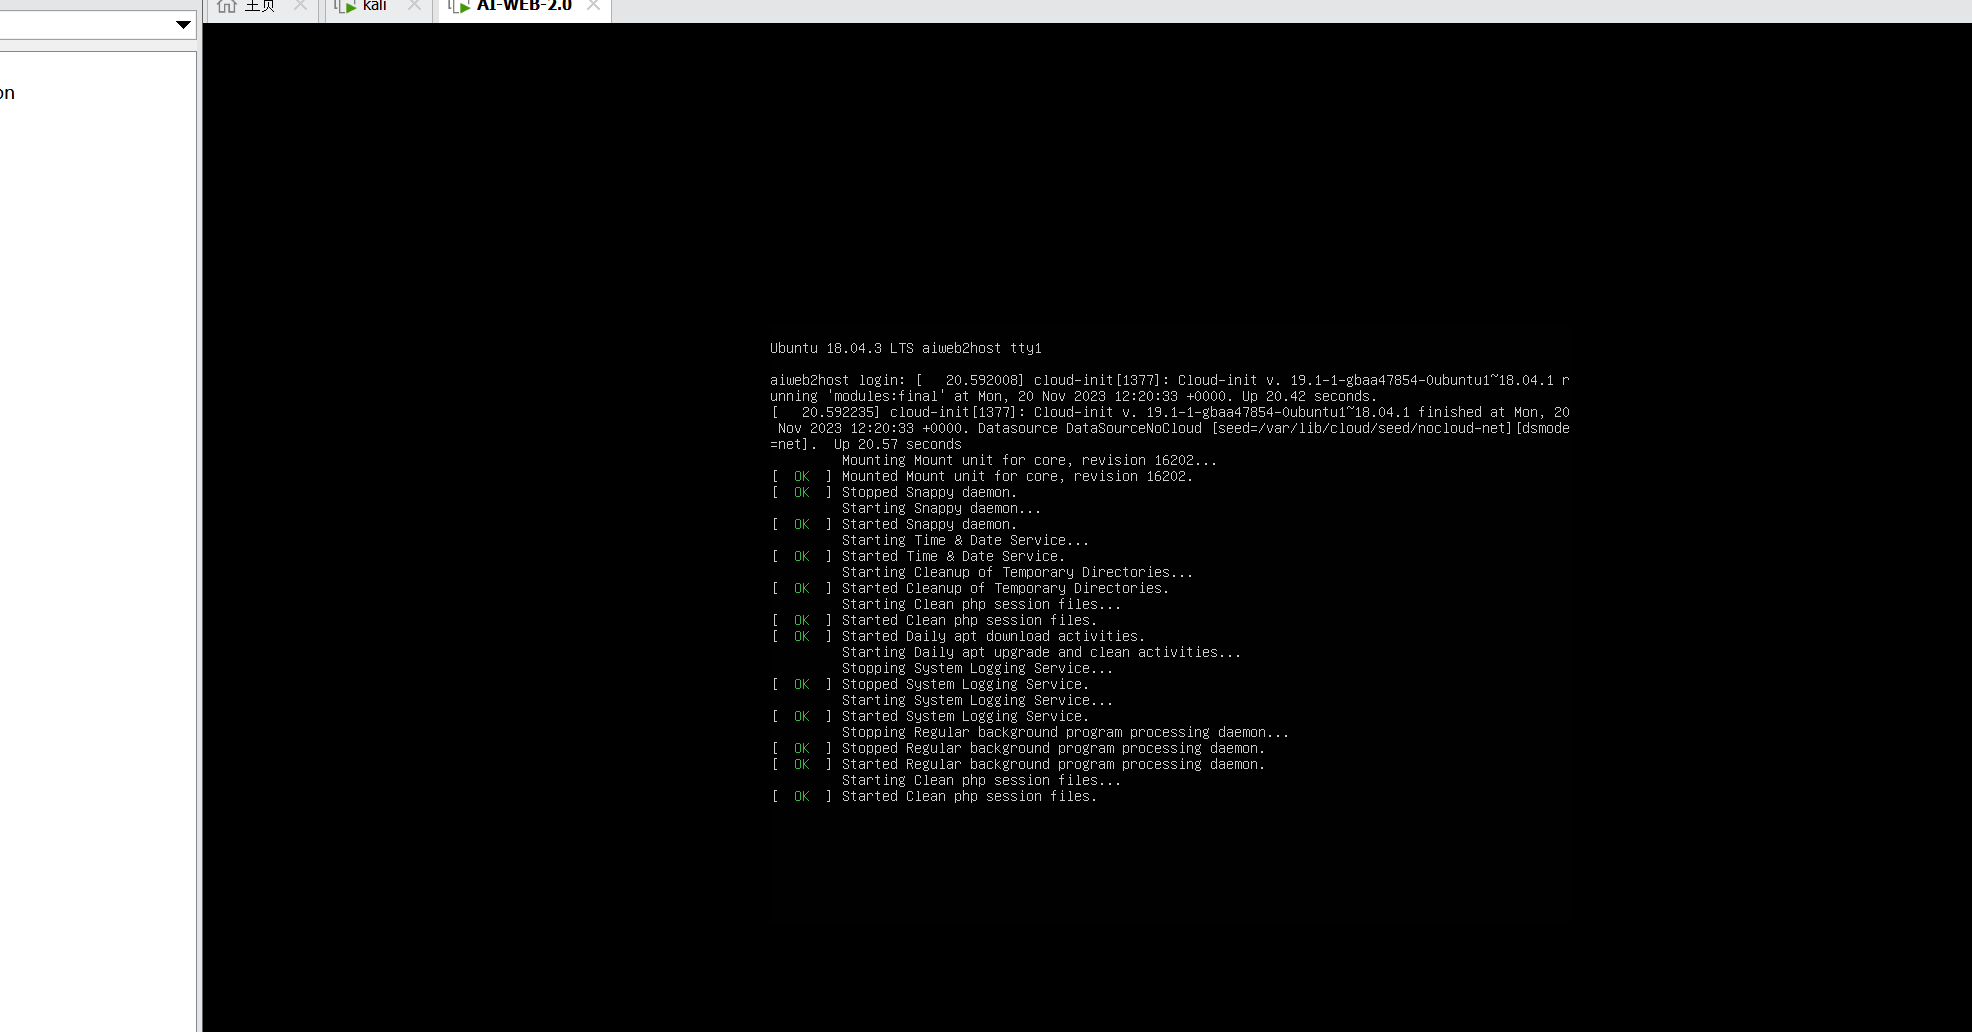 主页
kali
AI-WEB-2.0
on
Ubuntu 18.04.3 LTS aiweb2host tty1
aiweb2host login: [   20.592008] cloud-init[1377]: Cloud-init v. 19.1-1-gbaa47854-0ubuntu1~18.04.1 r
unning 'modules:final' at Mon, 20 Nov 2023 12:20:33 +0000. Up 20.42 seconds.
[   20.592235] cloud-init[1377]: Cloud-init v. 19.1-1-gbaa47854-0ubuntu1~18.04.1 finished at Mon, 20
 Nov 2023 12:20:33 +0000. Datasource DataSourceNoCloud [seed=/var/lib/cloud/seed/nocloud-net][dsmode
=net].  Up 20.57 seconds
         Mounting Mount unit for core, revision 16202...
[  OK  ] Mounted Mount unit for core, revision 16202.
[  OK  ] Stopped Snappy daemon.
         Starting Snappy daemon...
[  OK  ] Started Snappy daemon.
         Starting Time & Date Service...
[  OK  ] Started Time & Date Service.
         Starting Cleanup of Temporary Directories...
[  OK  ] Started Cleanup of Temporary Directories.
         Starting Clean php session files...
[  OK  ] Started Clean php session files.
[  OK  ] Started Daily apt download activities.
         Starting Daily apt upgrade and clean activities...
         Stopping System Logging Service...
[  OK  ] Stopped System Logging Service.
         Starting System Logging Service...
[  OK  ] Started System Logging Service.
         Stopping Regular background program processing daemon...
[  OK  ] Stopped Regular background program processing daemon.
[  OK  ] Started Regular background program processing daemon.
         Starting Clean php session files...
[  OK  ] Started Clean php session files.